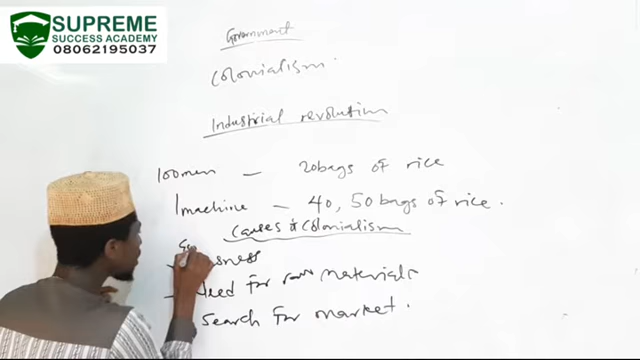 SUPREME
SUCCESS ACADEMY
08062195037
Government
Colonialism.
Industrial revolution
100men — 20bags of rice
1machine — 40, 50 bags of rice.
Causes of Colonialism
- Need for raw materials
Search for market.